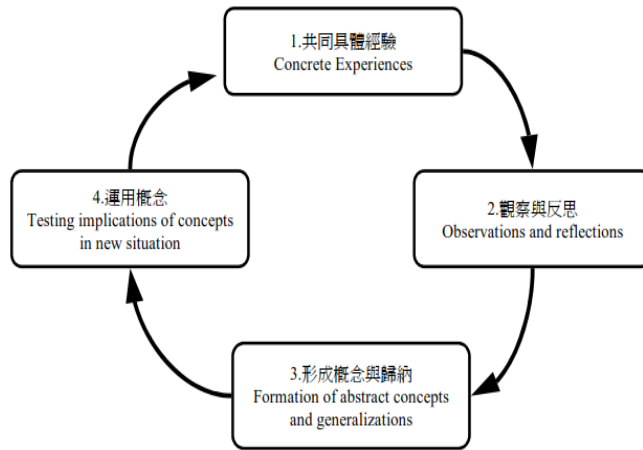 1.共同具體經驗
Concrete Experiences
2.觀察與反思
Observations and reflections
3.形成概念與歸納
Formation of abstract concepts
and generalizations
4.運用概念
Testing implications of concepts
in new situation